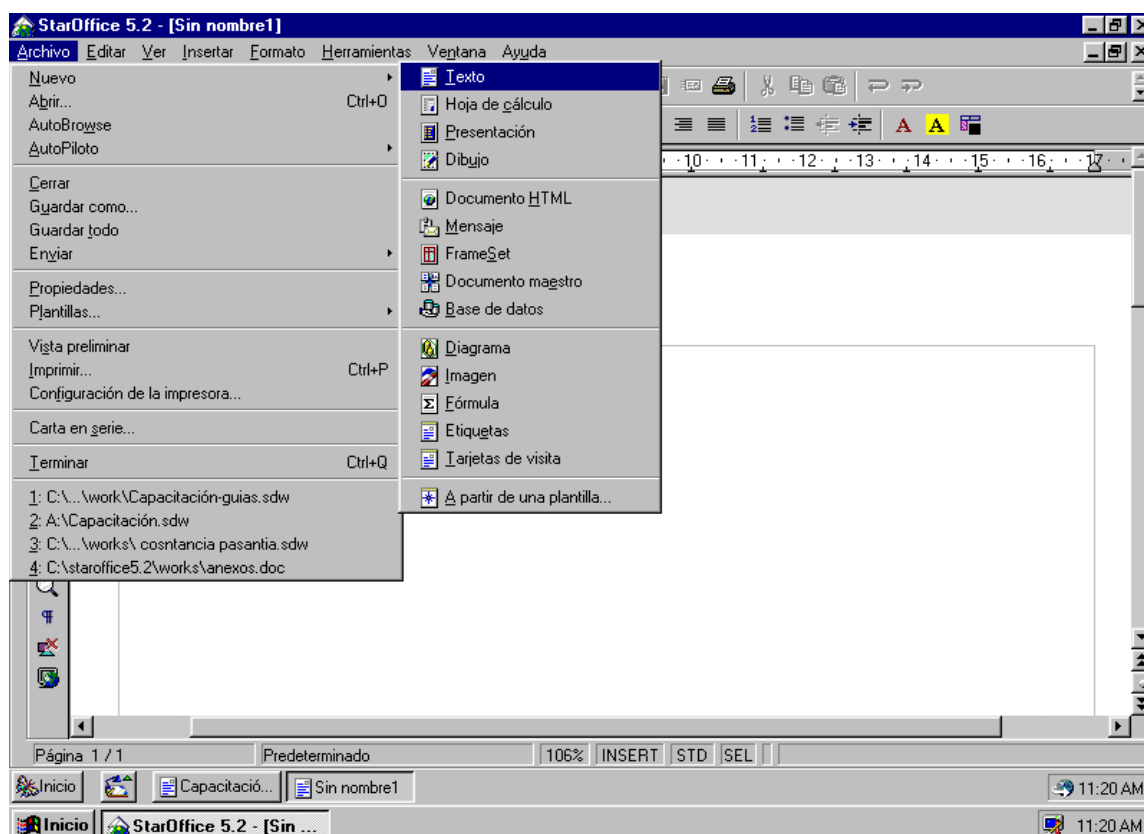 StarOffice 5.2 - [Sin nombre1]
Archivo Editar Ver Insertar Formato Herramientas Ventana Ayuda
Nuevo
Abrir... Ctrl+O
AutoBrowse
AutoPiloto
Cerrar
Guardar como...
Guardar todo
Enviar
Propiedades...
Plantillas...
Vista preliminar
Imprimir... Ctrl+P
Configuración de la impresora...
Carta en serie...
Terminar Ctrl+Q
1: C:\...\work\Capacitación-guias.sdw
2: A:\Capacitación.sdw
3: C:\...\works\ cosntancia pasantia.sdw
4: C:\staroffice5.2\works\anexos.doc
Texto
Hoja de cálculo
Presentación
Dibujo
Documento HTML
Mensaje
FrameSet
Documento maestro
Base de datos
Diagrama
Imagen
Fórmula
Etiquetas
Tarjetas de visita
A partir de una plantilla...
A A
10 11 12 13 14 15 16 17
Página 1 / 1 Predeterminado 106% INSERT STD SEL
Inicio Capacitació... Sin nombre1 11:20 AM
Inicio StarOffice 5.2 - [Sin ... 11:20 AM